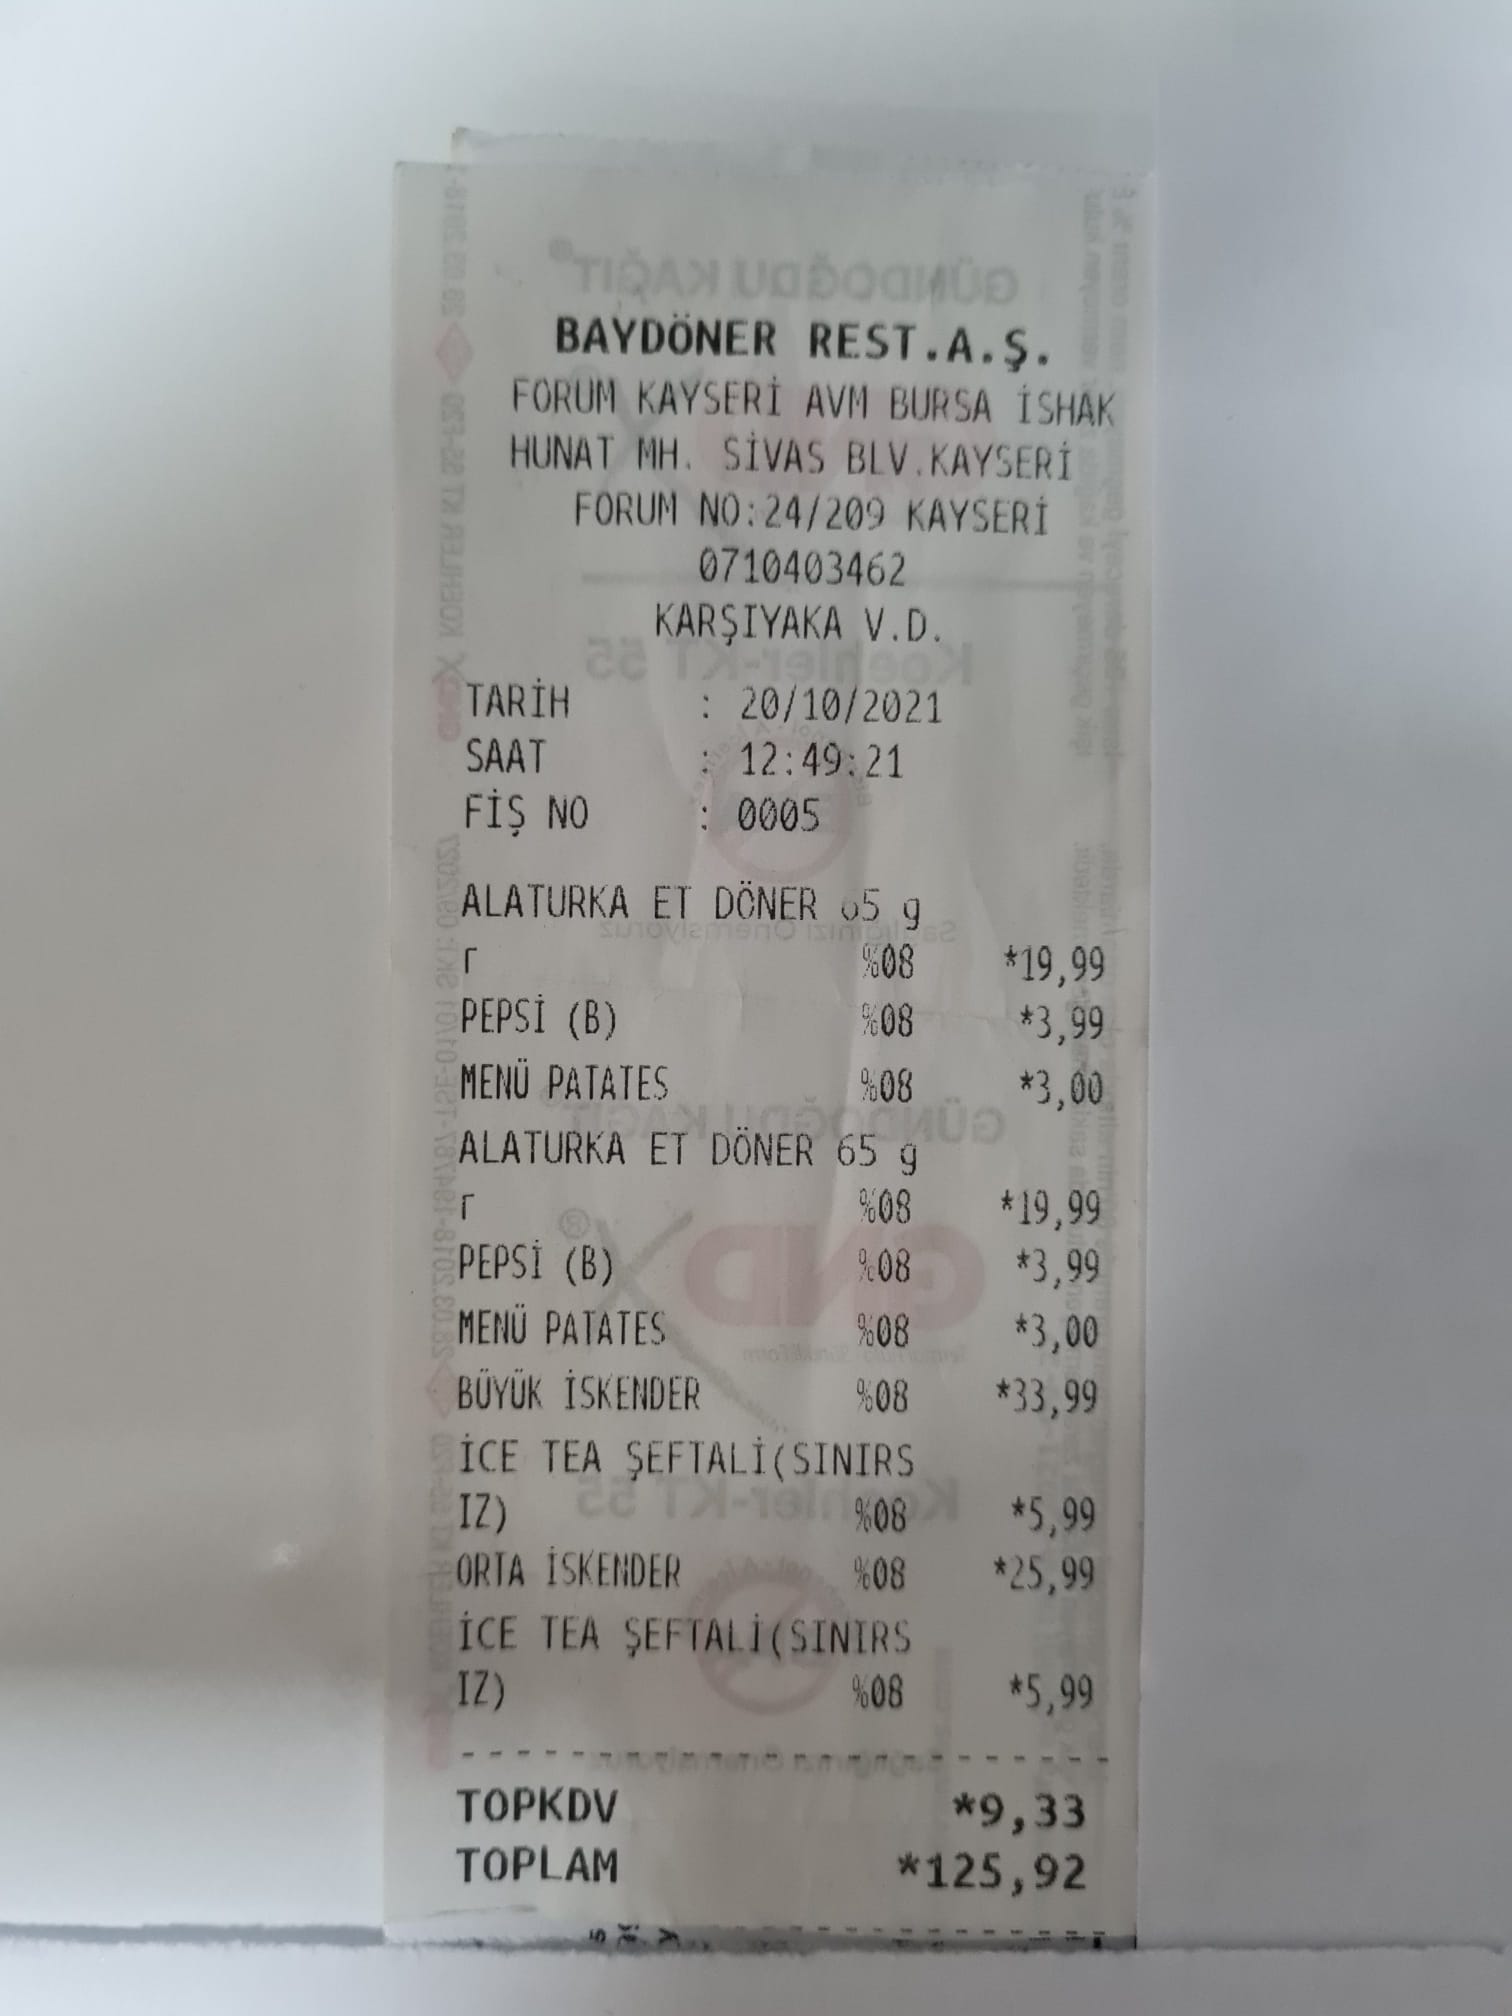 BAYDÖNER REST.A.Ş.
FORUM KAYSERİ AVM BURSA İSHAK
HUNAT MH. SİVAS BLV.KAYSERİ
FORUM NO:24/209 KAYSERİ
0710403462
KARŞIYAKA V.D.
TARİH : 20/10/2021
SAAT : 12:49:21
FİŞ NO : 0005
ALATURKA ET DÖNER 65 g
r %08 *19,99
PEPSİ (B) %08 *3,99
MENÜ PATATES %08 *3,00
ALATURKA ET DÖNER 65 g
r %08 *19,99
PEPSİ (B) %08 *3,99
MENÜ PATATES %08 *3,00
BÜYÜK İSKENDER %08 *33,99
İCE TEA ŞEFTALİ(SINIRS
IZ) %08 *5,99
ORTA İSKENDER %08 *25,99
İCE TEA ŞEFTALİ(SINIRS
IZ) %08 *5,99
TOPKDV *9,33
TOPLAM *125,92